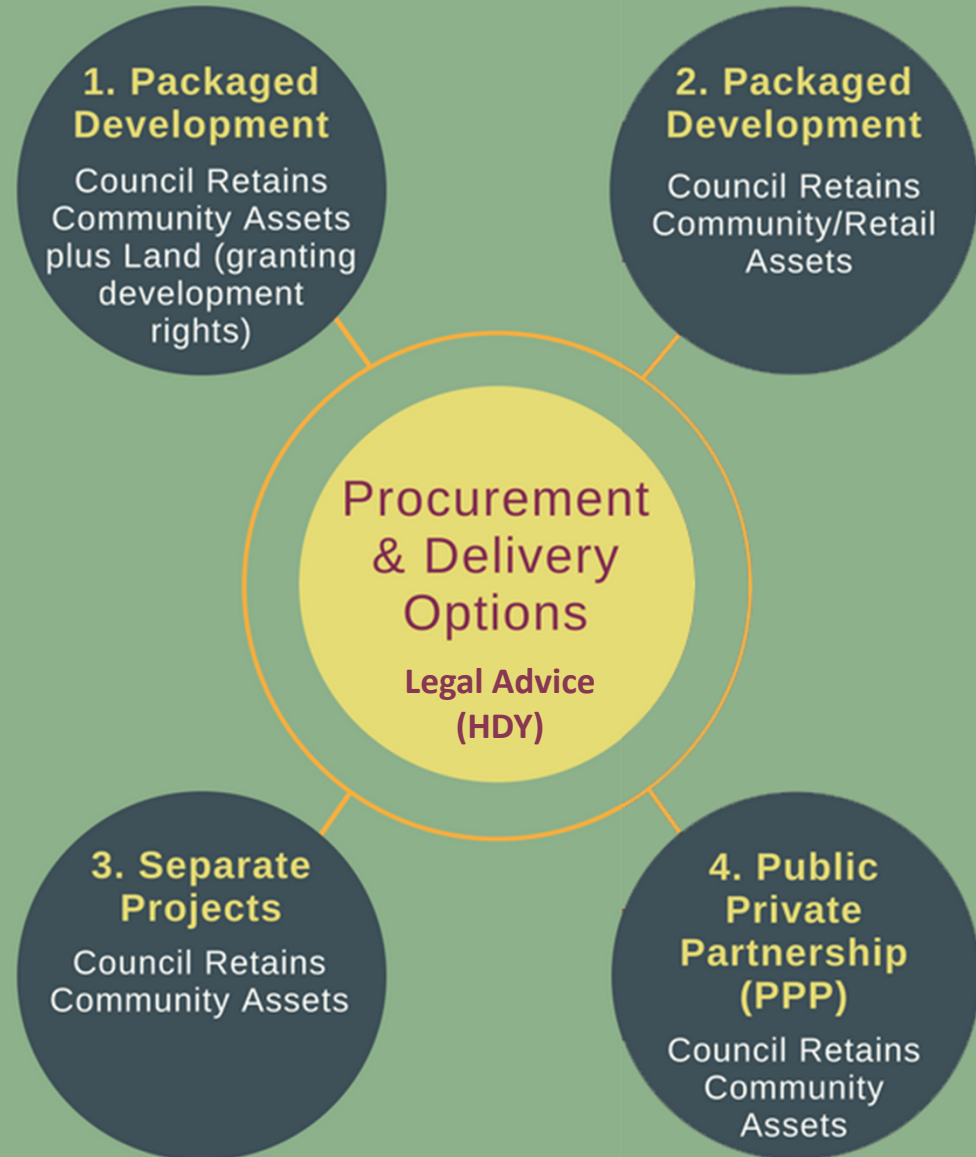 1. Packaged
Development
Council Retains
Community Assets
plus Land (granting
development
rights)
2. Packaged
Development
Council Retains
Community/Retail
Assets
Procurement
& Delivery
Options
Legal Advice
(HDY)
3. Separate
Projects
Council Retains
Community Assets
4. Public
Private
Partnership
(PPP)
Council Retains
Community
Assets